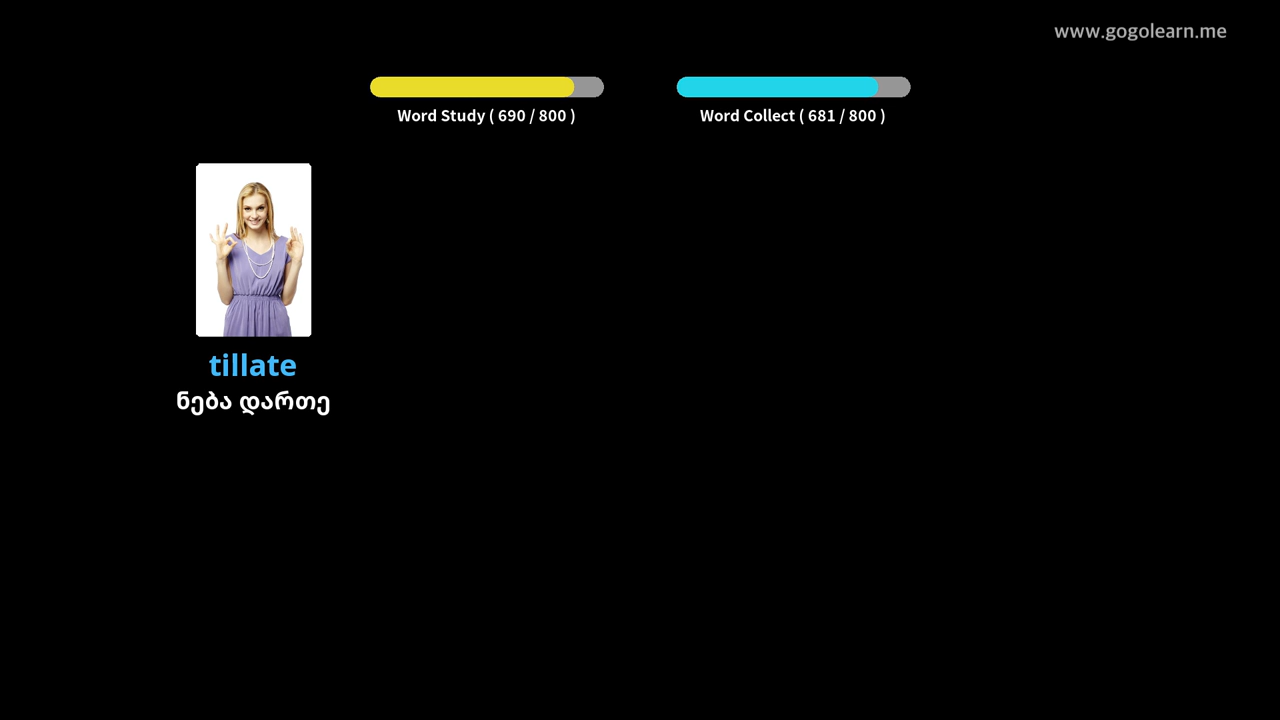 www.gogolearn.me
Word Study ( 690 / 800 )
Word Collect ( 681 / 800 )
tillate
ნება დართე